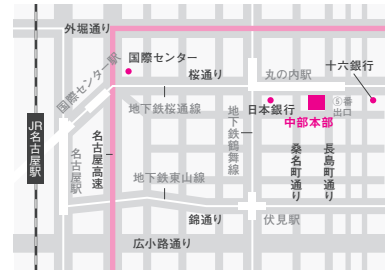 外堀通り
国際センター
国際センター駅
桜通り
丸の内駅
十六銀行
地下鉄桜通線
日本銀行
⑤番
出口
中部本部
JR名古屋駅
名古屋駅
名古屋高速
地下鉄鶴舞線
桑名町通り
長島町通り
地下鉄東山線
錦通り
伏見駅
広小路通り